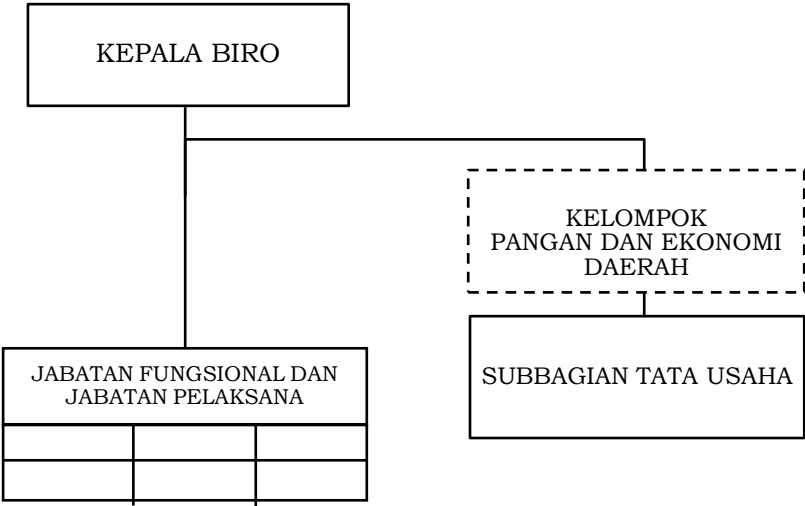 KEPALA BIRO
KELOMPOK
PANGAN DAN EKONOMI
DAERAH
JABATAN FUNGSIONAL DAN
JABATAN PELAKSANA
SUBBAGIAN TATA USAHA